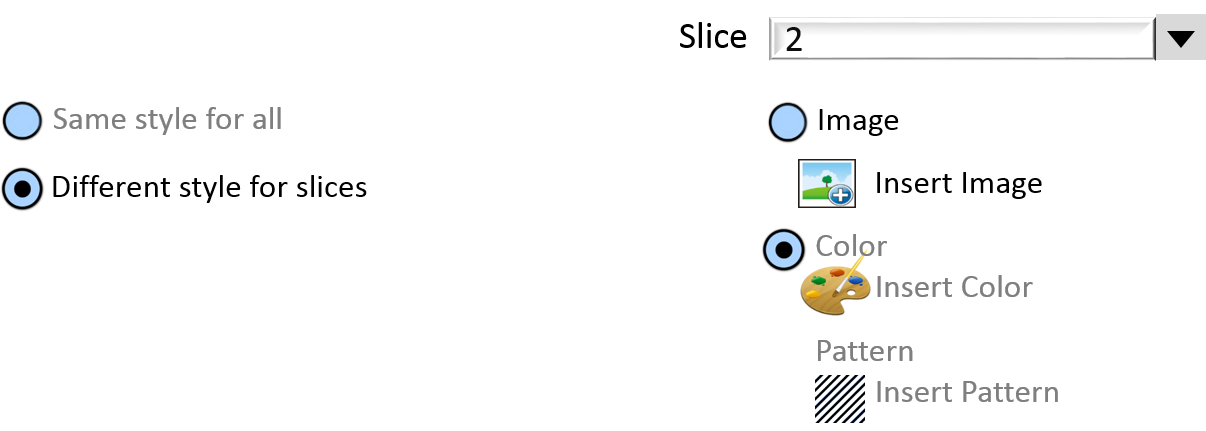 Slice 2
Same style for all
Different style for slices
Image
Insert Image
Color
Insert Color
Pattern
Insert Pattern